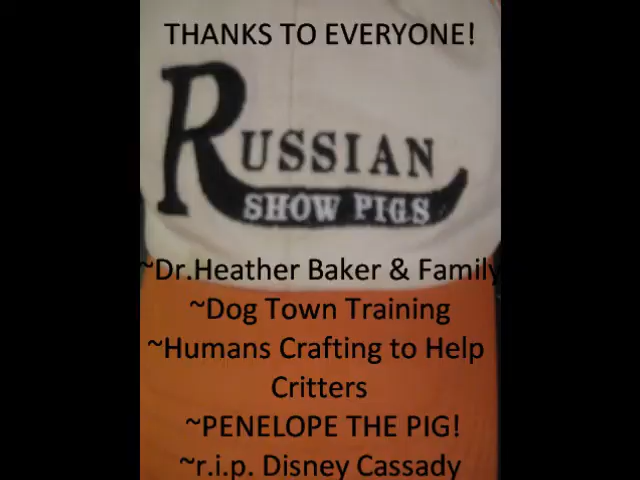 THANKS TO EVERYONE!
RUSSIAN
SHOW PIGS
~Dr.Heather Baker & Family
~Dog Town Training
~Humans Crafting to Help
Critters
~PENELOPE THE PIG!
~r.i.p. Disney Cassady